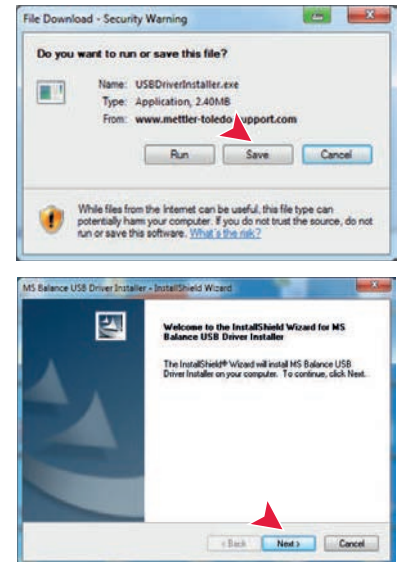 File Download - Security Warning
Do you want to run or save this file?
Name: USBDriverInstaller.exe
Type: Application, 2.40MB
From: www.mettler-toledo-support.com
Run Save Cancel
While files from the Internet can be useful, this file type can
potentially harm your computer. If you do not trust the source, do not
run or save this software. What's the risk?
MS Balance USB Driver Installer - InstallShield Wizard
Welcome to the InstallShield Wizard for MS
Balance USB Driver Installer
The InstallShield® Wizard will install MS Balance USB
Driver Installer on your computer. To continue, click Next.
< Back Next > Cancel